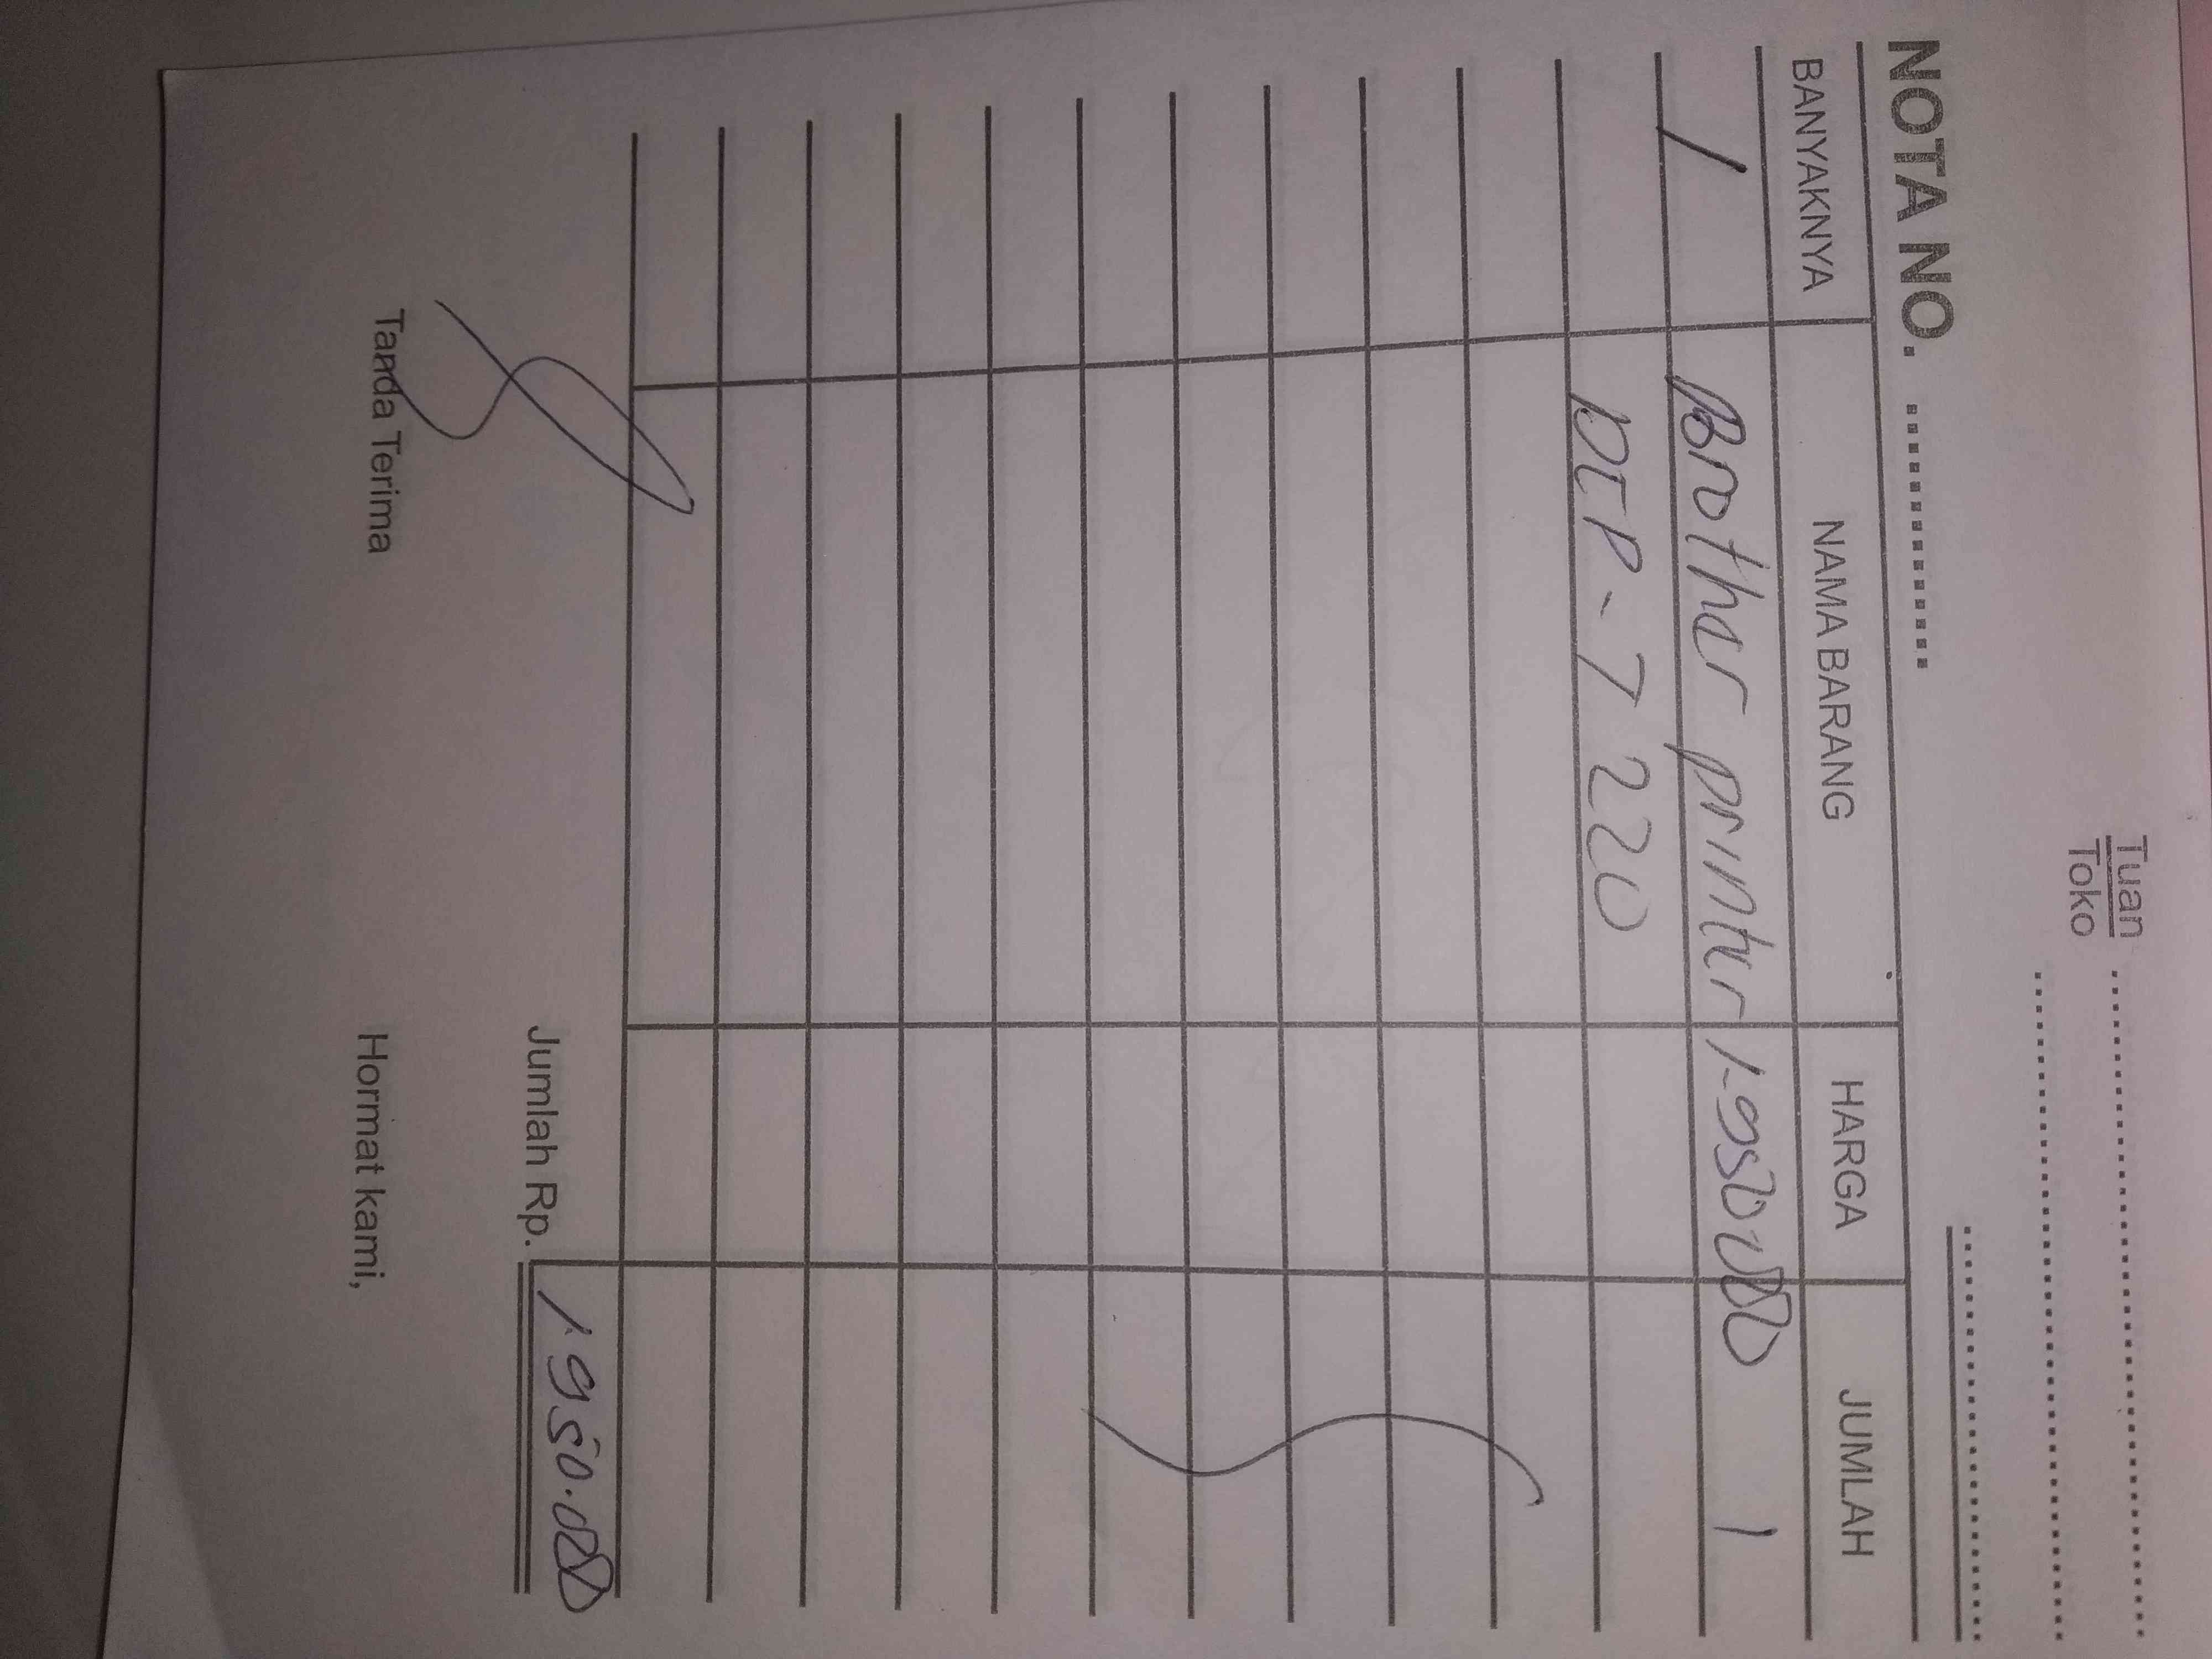 Tuan
Toko
NOTA NO.
BANYAKNYA NAMA BARANG HARGA JUMLAH
1 Brother printer 1.950.000 1
DCP - 7220
Jumlah Rp. 1.950.000
Tanda Terima Hormat kami,